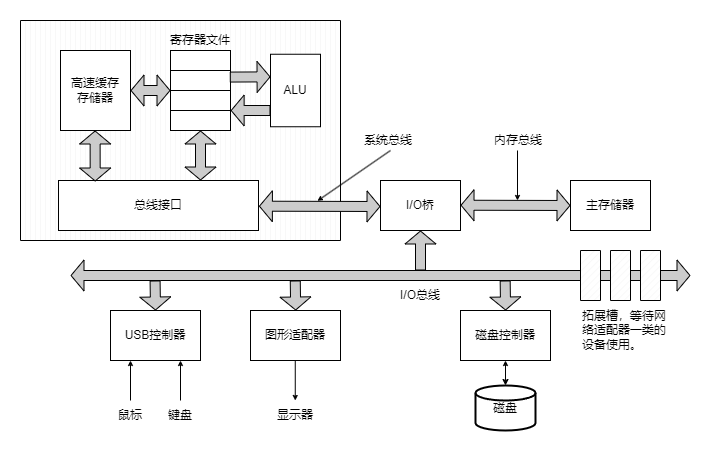 寄存器文件
高速缓存
存储器
ALU
系统总线
内存总线
总线接口
I/O桥
主存储器
I/O总线
拓展槽，等待网
络适配器一类的
设备使用。
USB控制器
图形适配器
磁盘控制器
鼠标
键盘
显示器
磁盘